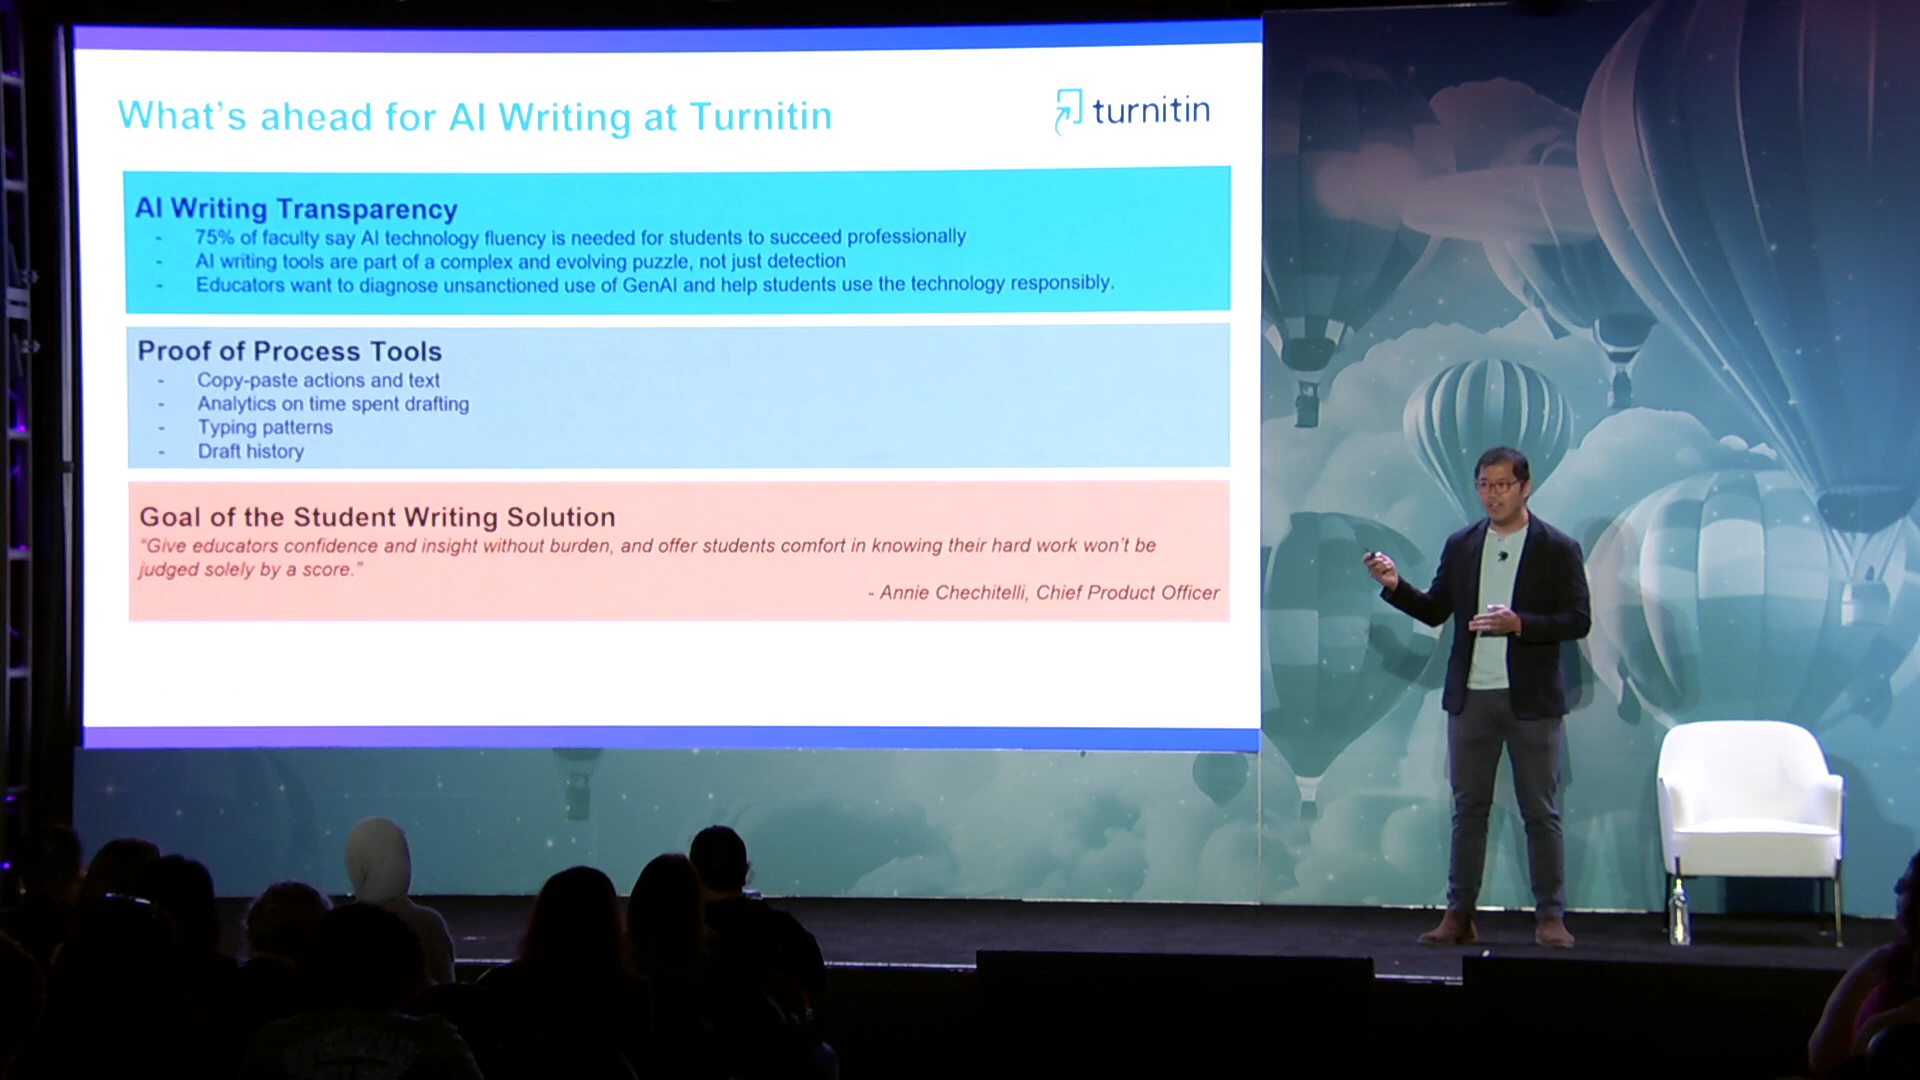 What's ahead for AI Writing at Turnitin
turnitin
AI Writing Transparency
- 75% of faculty say AI technology fluency is needed for students to succeed professionally
- AI writing tools are part of a complex and evolving puzzle, not just detection
- Educators want to diagnose unsanctioned use of GenAI and help students use the technology responsibly.
Proof of Process Tools
- Copy-paste actions and text
- Analytics on time spent drafting
- Typing patterns
- Draft history
Goal of the Student Writing Solution
“Give educators confidence and insight without burden, and offer students comfort in knowing their hard work won’t be
judged solely by a score.”
- Annie Chechitelli, Chief Product Officer